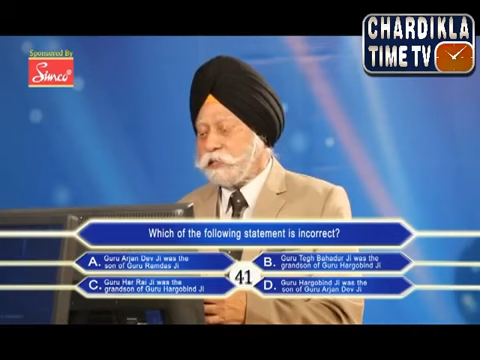 Sponsored By
Sunco
CHARDIKLA
TIME TV
Which of the following statement is incorrect?
A. Guru Arjan Dev Ji was the
son of Guru Ramdas Ji
B. Guru Tegh Bahadur Ji was the
grandson of Guru Hargobind Ji
C. Guru Har Rai Ji was the
grandson of Guru Hargobind Ji
41
D. Guru Hargobind Ji was the
son of Guru Arjan Dev Ji